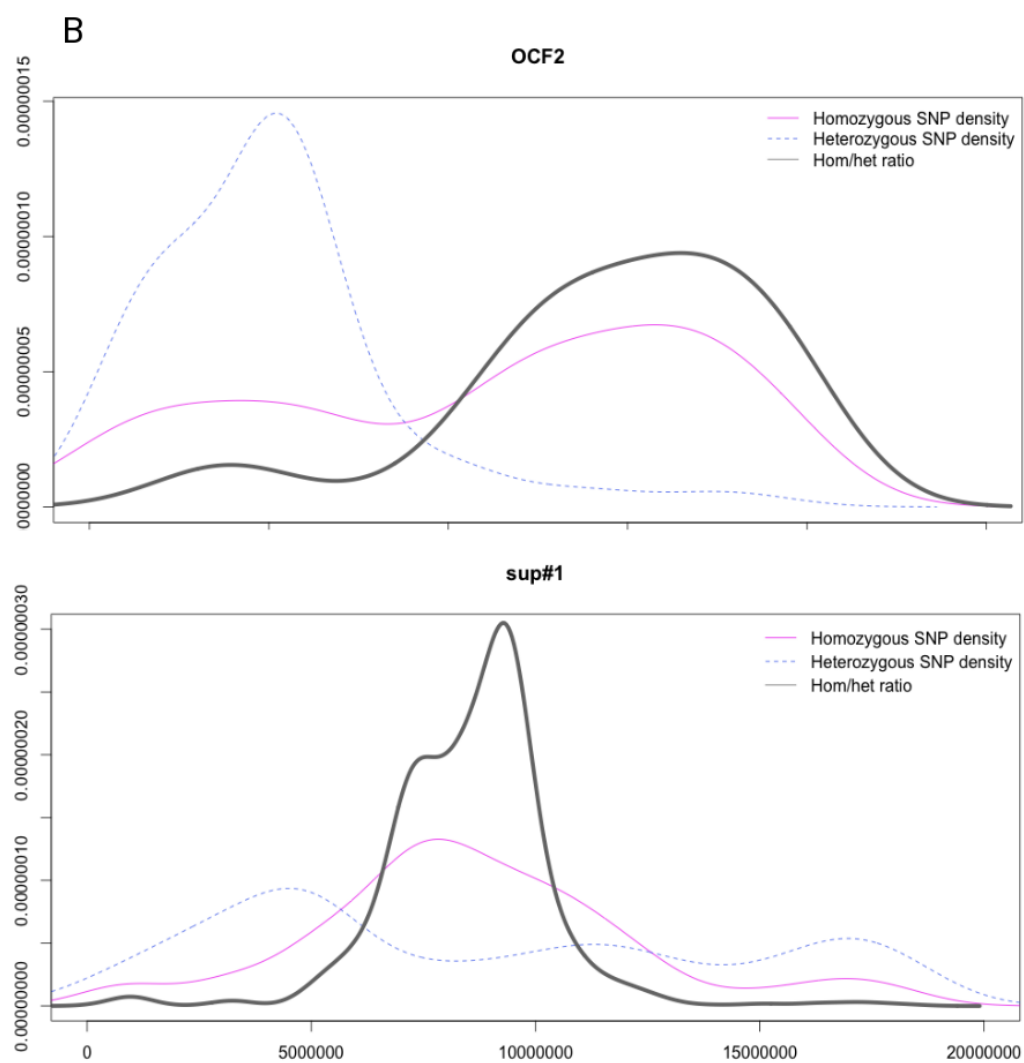 B
OCF2
0.00000015
0.00000010
0.00000005
0000000
Homozygous SNP density
Heterozygous SNP density
Hom/het ratio
sup#1
0.00000030
0.00000020
0.00000010
0.00000000
Homozygous SNP density
Heterozygous SNP density
Hom/het ratio
0 5000000 10000000 15000000 20000000